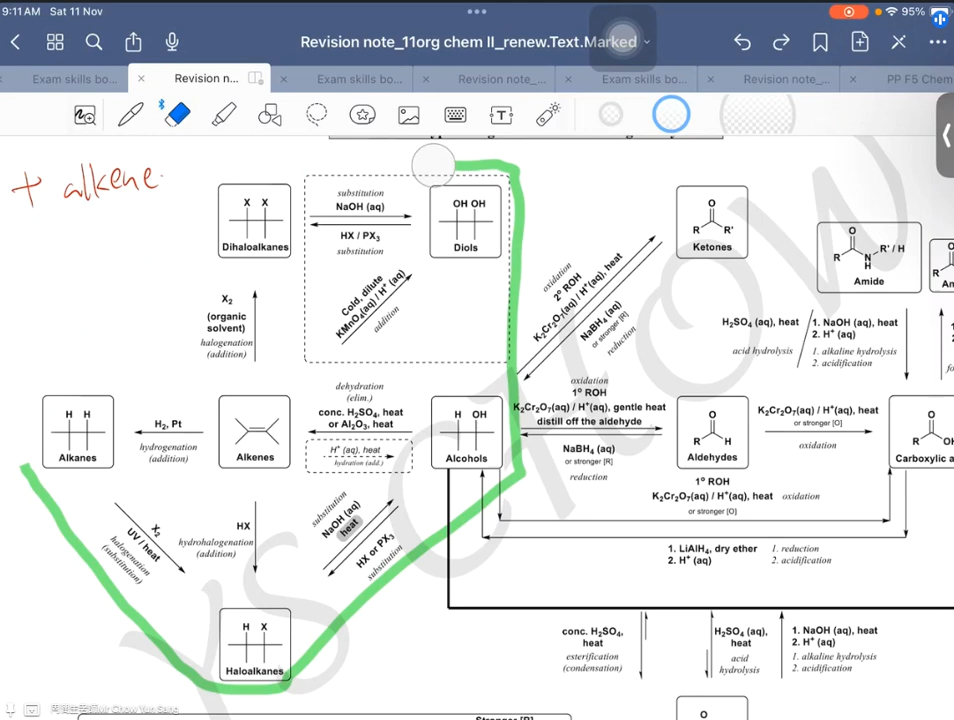 9:11 AM Sat 11 Nov
95%
Revision note_11org chem II_renew.Text.Marked
Exam skills bo...
Revision n...
Exam skills bo...
Revision note_...
Exam skills bo...
Revision note_...
PP F5 Chem
+ alkene
X X
Dihaloalkanes
substitution
NaOH (aq)
HX / PX₃
substitution
OH OH
Diols
Cold, dilute
KMnO₄(aq) / H⁺(aq)
addition
X₂
(organic
solvent)
halogenation
(addition)
oxidation
2° ROH
K₂Cr₂O₇(aq) / H⁺(aq), heat
NaBH₄ (aq)
or stronger [R]
reduction
O
R R'
Ketones
O
R N R' / H
H
Amide
O
R
An
H₂SO₄ (aq), heat
acid hydrolysis
1. NaOH (aq), heat
2. H⁺ (aq)
1. alkaline hydrolysis
2. acidification
H H
Alkanes
H₂, Pt
hydrogenation
(addition)
Alkenes
dehydration
(elim.)
conc. H₂SO₄, heat
or Al₂O₃, heat
H⁺ (aq), heat
hydration (add.)
H OH
Alcohols
oxidation
1° ROH
K₂Cr₂O₇(aq) / H⁺(aq), gentle heat
distill off the aldehyde
NaBH₄ (aq)
or stronger [R]
reduction
O
R H
Aldehydes
K₂Cr₂O₇(aq) / H⁺(aq), heat
or stronger [O]
oxidation
O
R OH
Carboxylic a
1° ROH
K₂Cr₂O₇(aq) / H⁺(aq), heat oxidation
or stronger [O]
1. LiAlH₄, dry ether 1. reduction
2. H⁺ (aq) 2. acidification
X₂
UV / heat
halogenation
(substitution)
HX
hydrohalogenation
(addition)
substitution
NaOH (aq)
heat
HX or PX₃
substitution
H X
Haloalkanes
conc. H₂SO₄,
heat
esterification
(condensation)
H₂SO₄ (aq),
heat
acid
hydrolysis
1. NaOH (aq), heat
2. H⁺ (aq)
1. alkaline hydrolysis
2. acidification
O
Stronger [R]
YS CHOW
Mr Chow Yun Sang